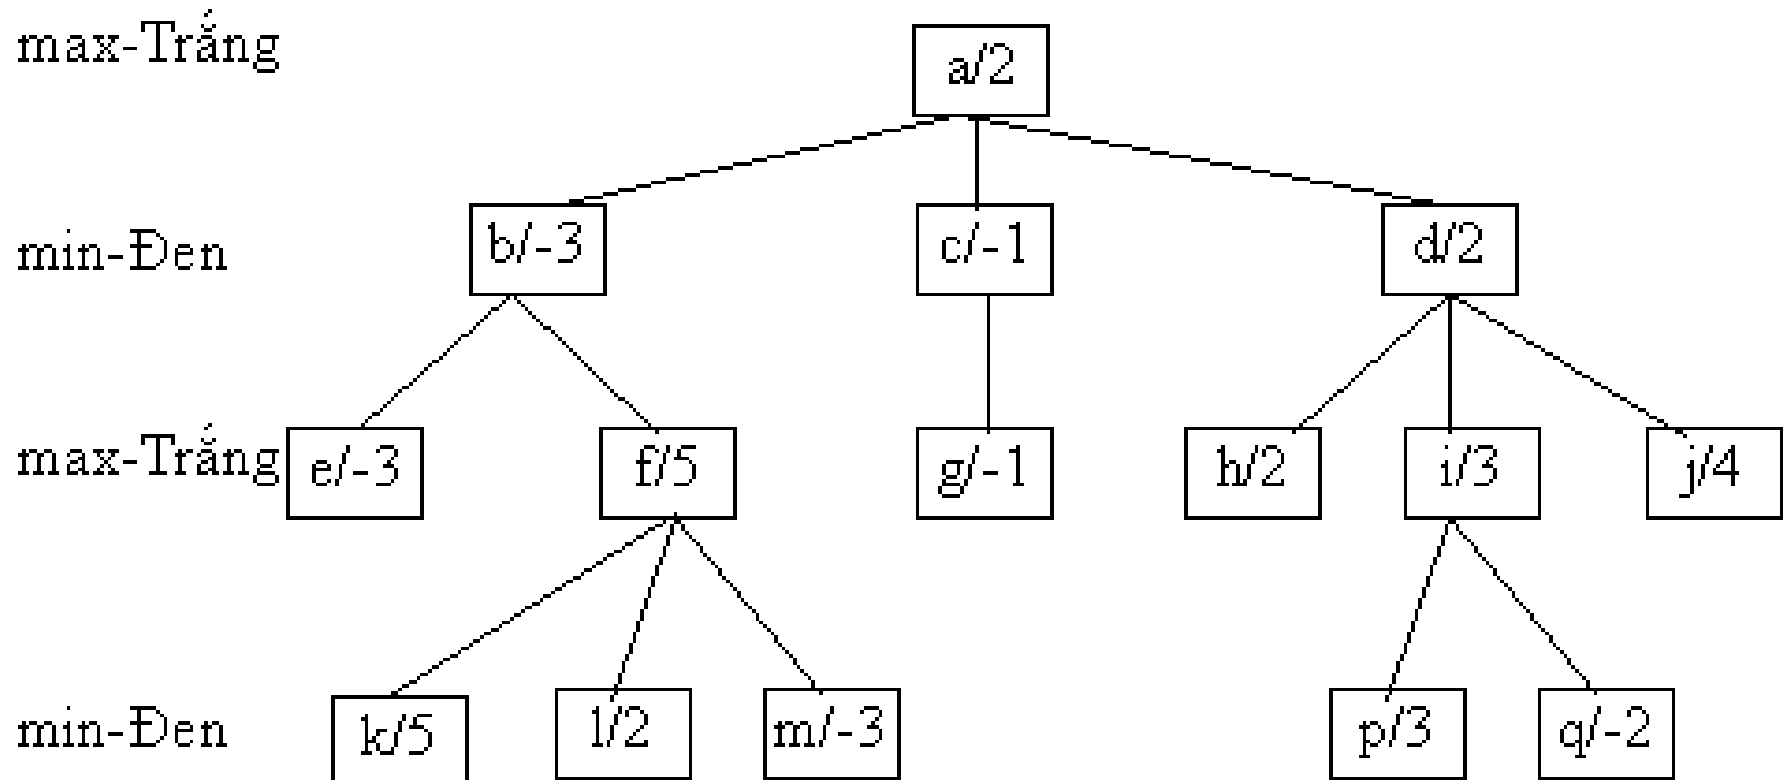 max-Trắng a/2
min-Đen b/-3 c/-1 d/2
max-Trắng e/-3 f/5 g/-1 h/2 i/3 j/4
min-Đen k/5 l/2 m/-3 p/3 q/-2